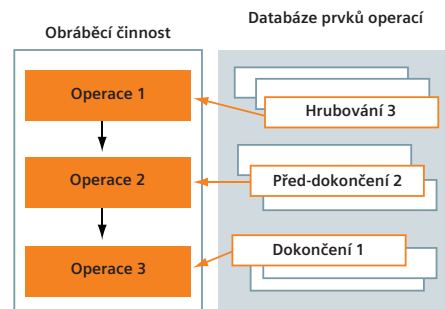 Obráběcí činnost
Databáze prvků operací
Operace 1
Hrubování 3
Operace 2
Před-dokončení 2
Operace 3
Dokončení 1